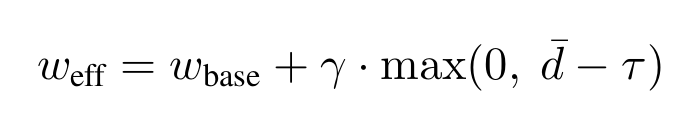 w_eff = w_base + γ · max(0, d̄ − τ)